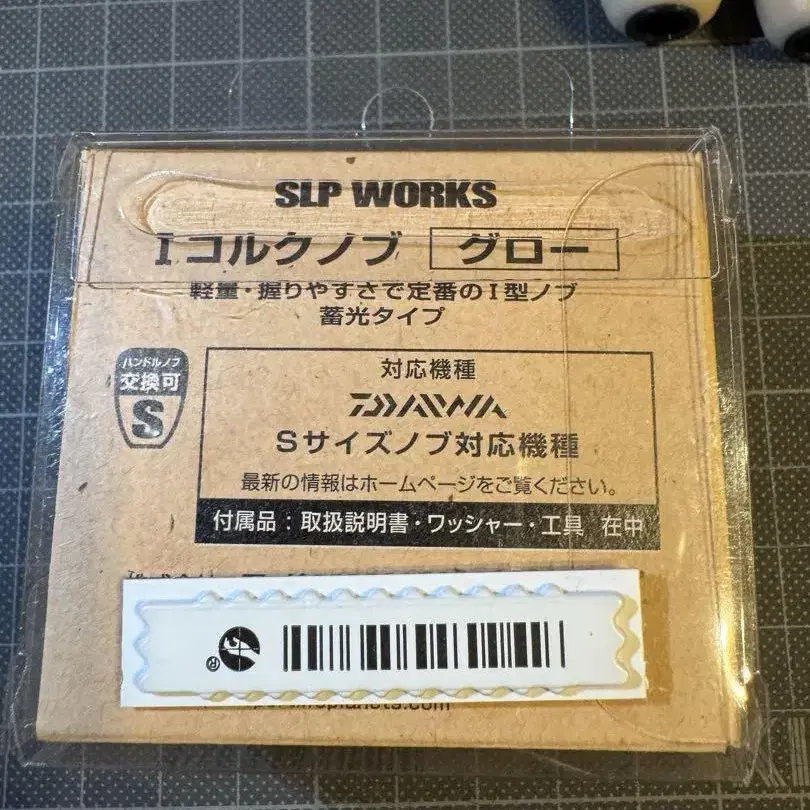 SLP WORKS
Iコルクノブ グロー
軽量・握りやすさで定番のI型ノブ
蓄光タイプ
ハンドルノブ
交換可
S
対応機種
DAIWA
Sサイズノブ対応機種
最新の情報はホームページをご覧ください。
付属品:取扱説明書・ワッシャー・工具 在中
®